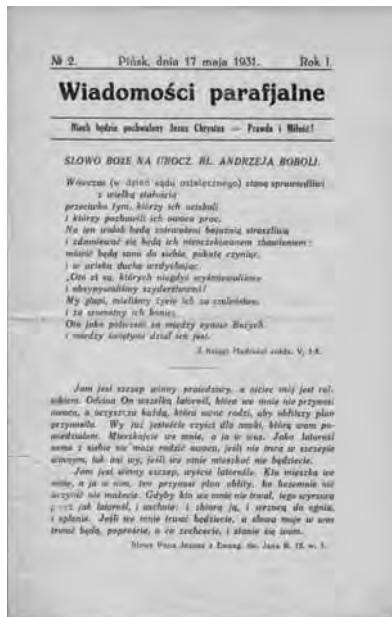 № 2. Pińsk, dnia 17 maja 1931. Rok I.
Wiadomości parafjalne
Niech będzie pochwalony Jezus Chrystus — Prawda i Miłość!
SŁOWO BOŻE NA UROCZ. BŁ. ANDRZEJA BOBOLI.
Wówczas (w dzień sądu ostatecznego) staną sprawiedliwi
z wielką stałością
przeciwko tym, którzy ich uciskali
i którzy pozbawili ich owocu prac.
Na ten widok będą zatrwożeni bojaźnią straszliwą
i zdumiewać się będą ich nieoczekiwanem zbawieniem;
mówić będą sami do siebie, pokutę czyniąc,
i w ucisku ducha wzdychając:
„Oto ci są, których niegdyś wyśmiewaliśmy
i obsypywaliśmy szyderstwami!
My głupi, mieliśmy życie ich za szaleństwo,
i za sromotny ich koniec.
Oto jako policzeni są między synów Bożych
i między świętymi dział ich jest.
Z Księgi Mądrości rozdz. V, 1-5.
Jam jest szczep winny prawdziwy, a ojciec mój jest rol-
nikiem. Odcina On wszelką latorośl, która we mnie nie przynosi
owocu, a oczyszcza każdą, która owoc rodzi, aby obfitszy plon
przyniosła. Wy już jesteście czyści dla nauki, którą wam po-
wiedziałem. Mieszkajcie we mnie, a ja w was. Jako latorośl
sama z siebie nie może rodzić owocu, jeśli nie trwa w szczepie
winnym, tak ani wy, jeśli we mnie mieszkać nie będziecie.
Jam jest winny szczep, wyście latorośle. Kto mieszka we
mnie, a ja w nim, ten przynosi plon obfity, bo bezemnie nic
uczynić nie możecie. Gdyby kto we mnie nie trwał, tego wyrzucą
precz jak latorośl, i uschnie: i zbiorą ją, i wrzucą do ognia,
i spłonie. Jeśli we mnie trwać będziecie, a słowa moje w was
trwać będą, poprosicie, o co zechcecie, i stanie się wam.
Słowa Pana Jezusa z Ewang. św. Jana R. 15. w. 1.